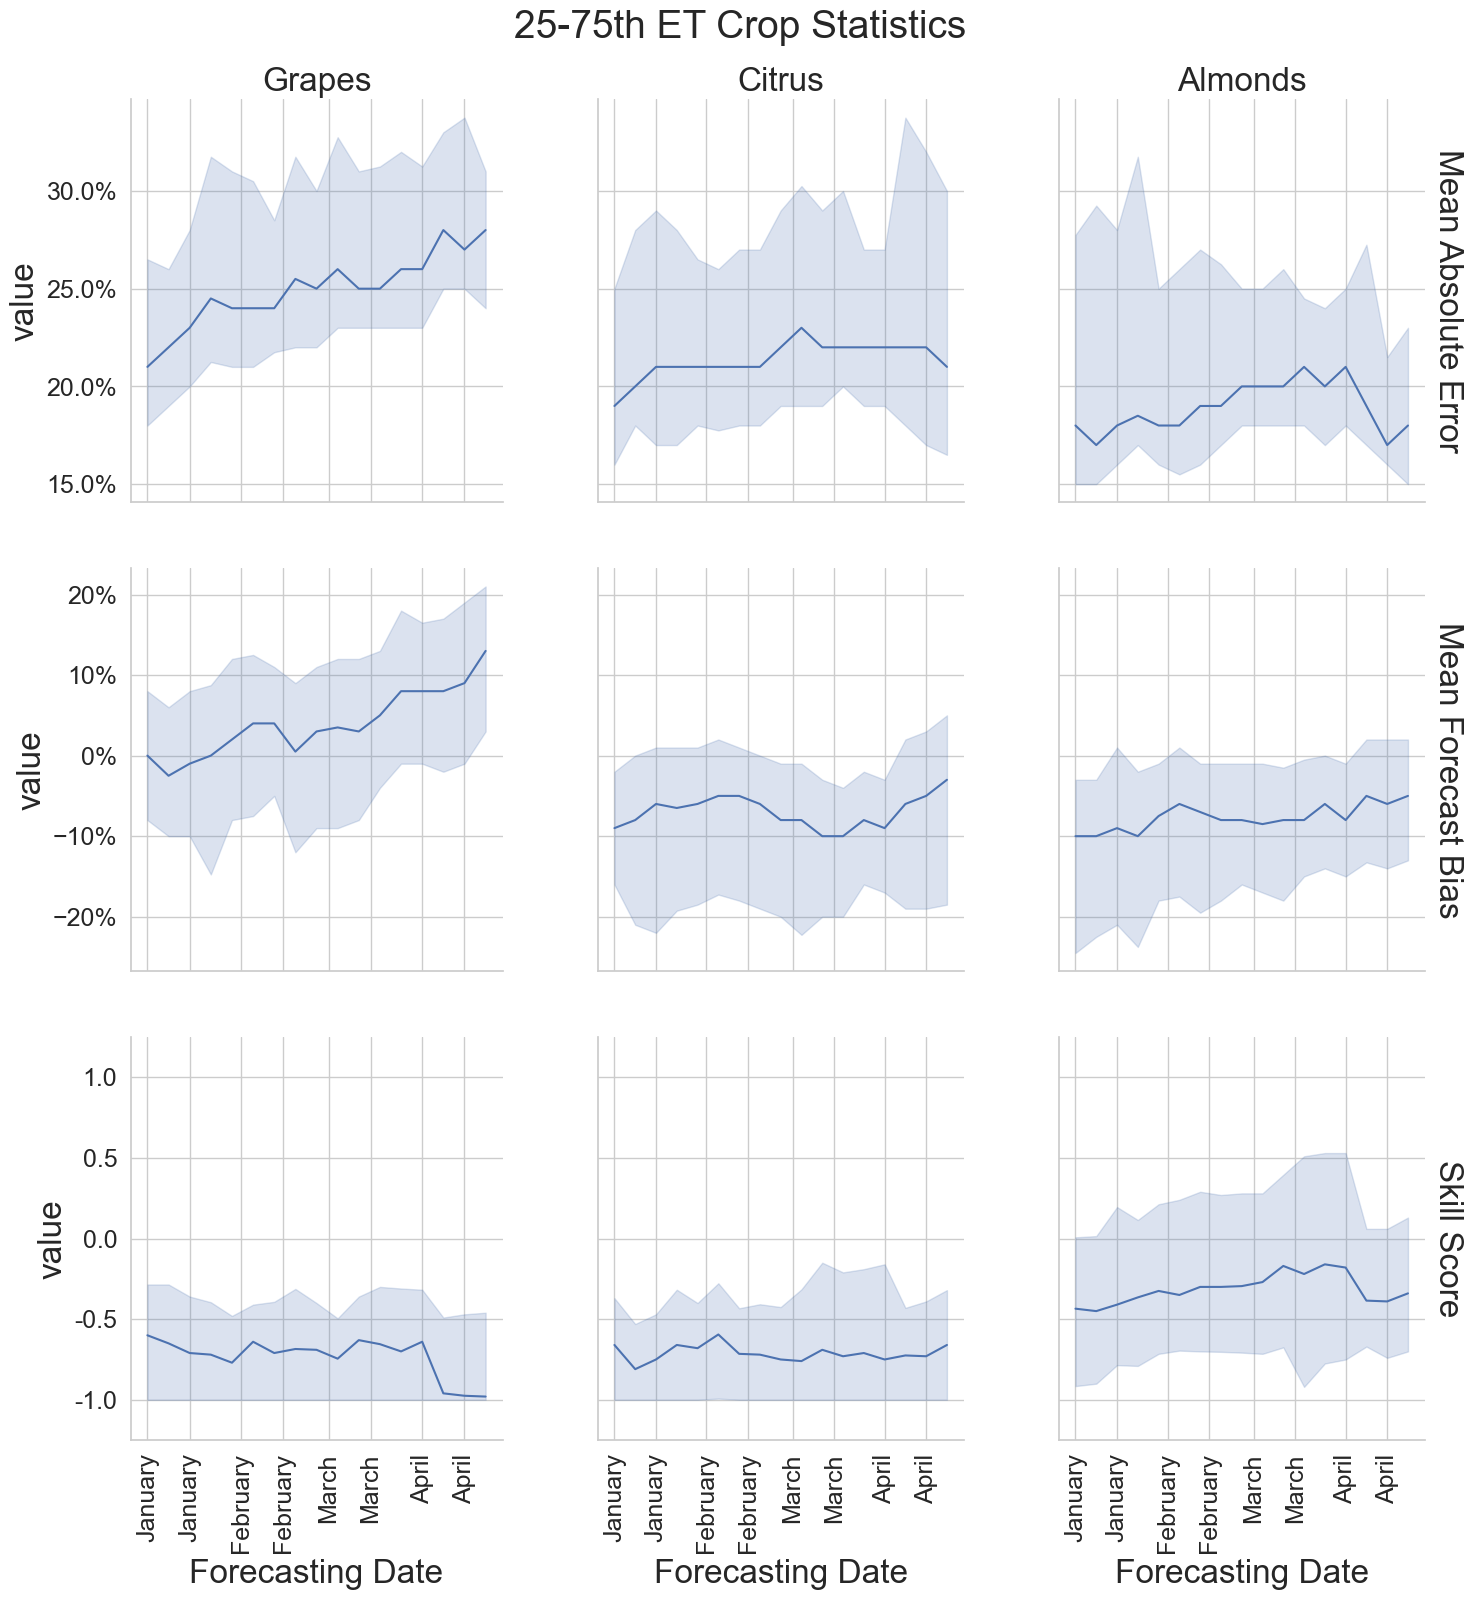 25-75th ET Crop Statistics
Grapes
Citrus
Almonds
30.0%
25.0%
20.0%
15.0%
value
Mean Absolute Error
20%
10%
0%
−10%
−20%
value
Mean Forecast Bias
1.0
0.5
0.0
-0.5
-1.0
value
Skill Score
January
January
February
February
March
March
April
April
Forecasting Date
January
January
February
February
March
March
April
April
Forecasting Date
January
January
February
February
March
March
April
April
Forecasting Date